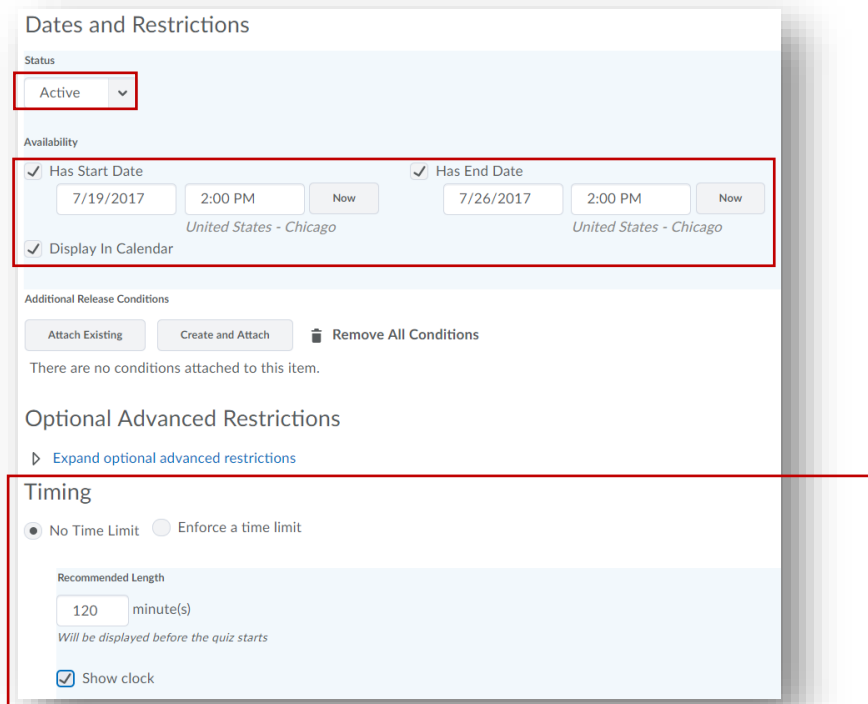 Dates and Restrictions
Status
Active
Availability
Has Start Date Has End Date
7/19/2017 2:00 PM Now 7/26/2017 2:00 PM Now
United States - Chicago United States - Chicago
Display In Calendar
Additional Release Conditions
Attach Existing Create and Attach Remove All Conditions
There are no conditions attached to this item.
Optional Advanced Restrictions
Expand optional advanced restrictions
Timing
No Time Limit Enforce a time limit
Recommended Length
120 minute(s)
Will be displayed before the quiz starts
Show clock